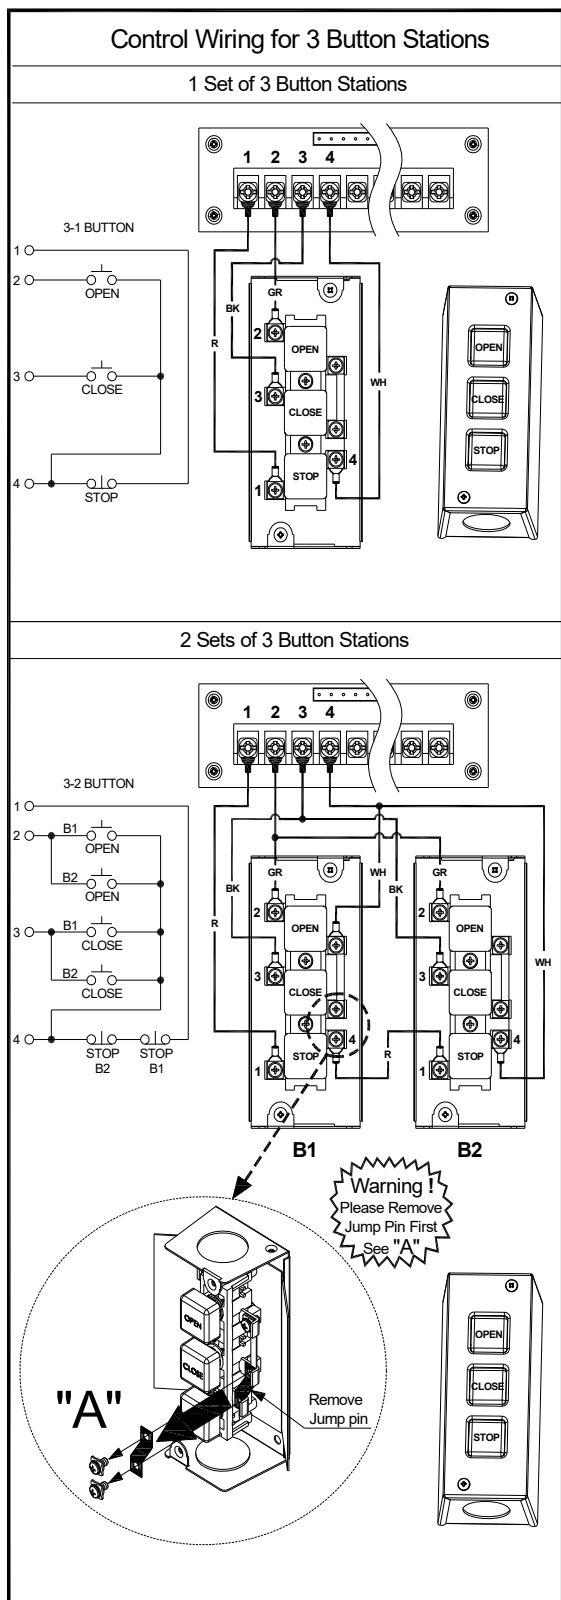 Control Wiring for 3 Button Stations
1 Set of 3 Button Stations
1 2 3 4
3-1 BUTTON
1
2
OPEN
3
CLOSE
4
STOP
R
BK
GR
WH
2
OPEN
3
CLOSE
4
STOP
1
OPEN
CLOSE
STOP
2 Sets of 3 Button Stations
1 2 3 4
3-2 BUTTON
1
2
B1
OPEN
B2
OPEN
3
B1
CLOSE
B2
CLOSE
4
STOP
B2
STOP
B1
R
BK
GR
WH
BK
GR
WH
2
OPEN
3
CLOSE
4
STOP
1
R
2
OPEN
3
CLOSE
4
STOP
1
B1
B2
Warning !
Please Remove
Jump Pin First
See "A"
OPEN
CLOSE
"A"
Remove
Jump pin
OPEN
CLOSE
STOP